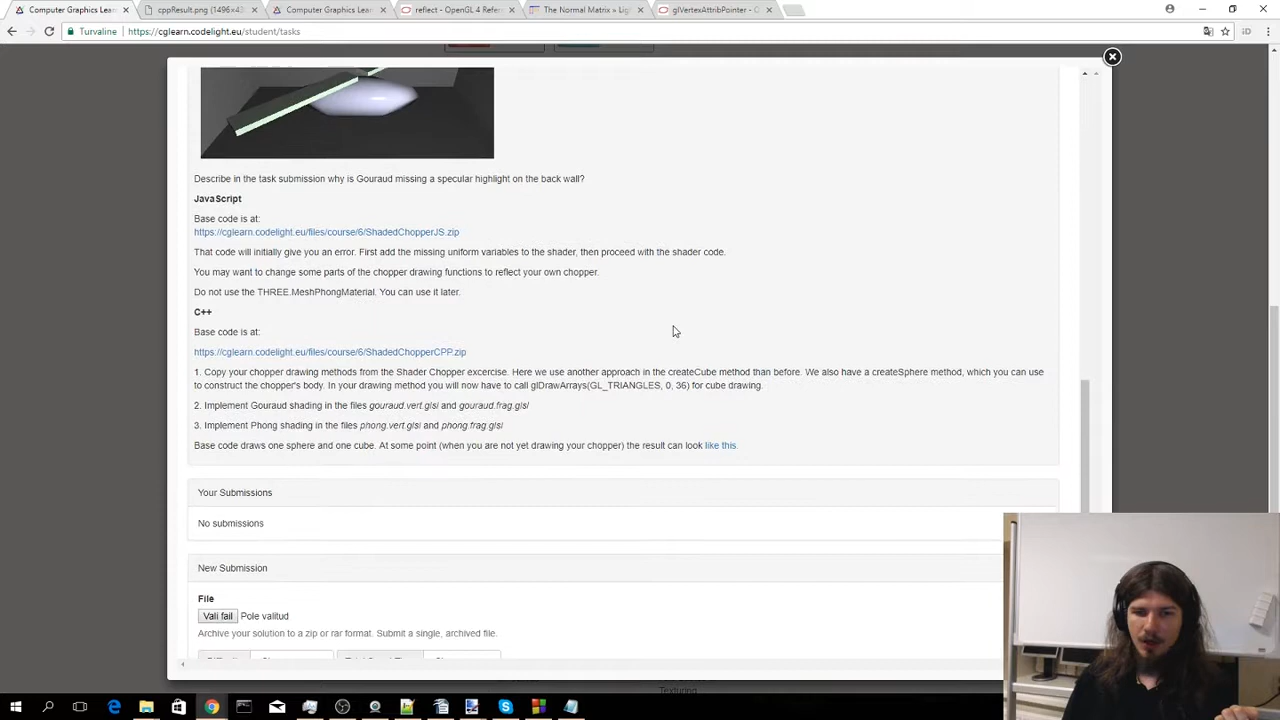 Computer Graphics Lea
cppResult.png (1496×43
Computer Graphics Lea
reflect - OpenGL 4 Refer
The Normal Matrix » Ligh
glVertexAttribPointer - O
Turvaline
https://cglearn.codelight.eu/student/tasks
Describe in the task submission why is Gouraud missing a specular highlight on the back wall?
JavaScript
Base code is at:
https://cglearn.codelight.eu/files/course/6/ShadedChopperJS.zip
That code will initially give you an error. First add the missing uniform variables to the shader, then proceed with the shader code.
You may want to change some parts of the chopper drawing functions to reflect your own chopper.
Do not use the THREE.MeshPhongMaterial. You can use it later.
C++
Base code is at:
https://cglearn.codelight.eu/files/course/6/ShadedChopperCPP.zip
1. Copy your chopper drawing methods from the Shader Chopper excercise. Here we use another approach in the createCube method than before. We also have a createSphere method, which you can use
to construct the chopper's body. In your drawing method you will now have to call glDrawArrays(GL_TRIANGLES, 0, 36) for cube drawing.
2. Implement Gouraud shading in the files gouraud.vert.glsl and gouraud.frag.glsl
3. Implement Phong shading in the files phong.vert.glsl and phong.frag.glsl
Base code draws one sphere and one cube. At some point (when you are not yet drawing your chopper) the result can look like this.
Your Submissions
No submissions
New Submission
File
Vali fail Pole valitud
Archive your solution to a zip or rar format. Submit a single, archived file.
Texturing